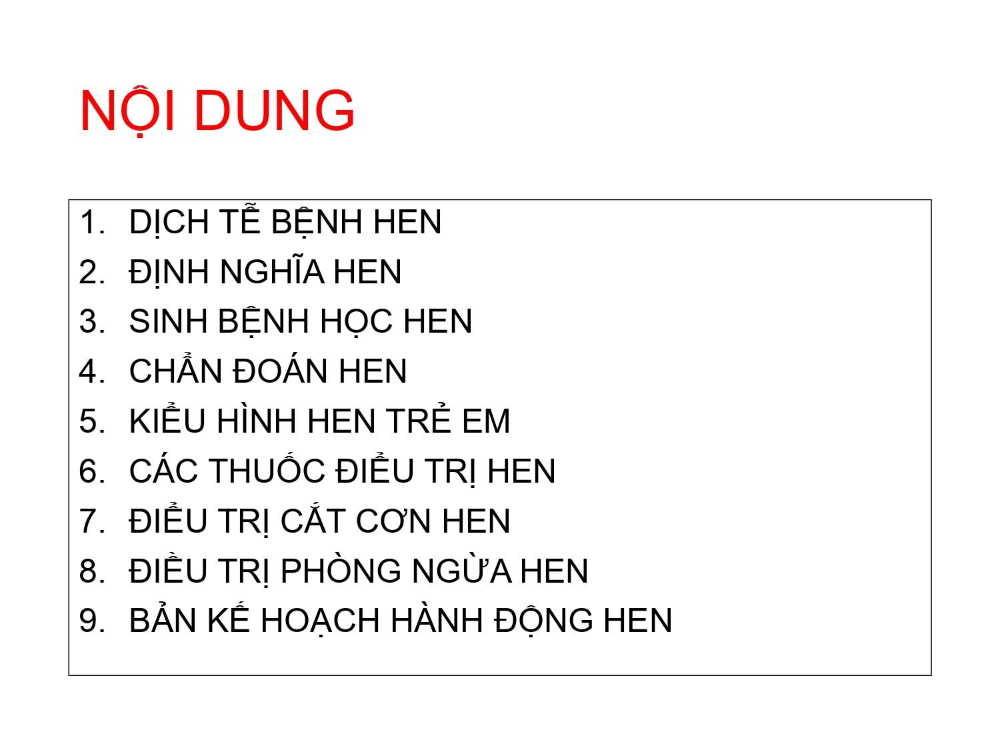 NỘI DUNG
1. DỊCH TỄ BỆNH HEN
2. ĐỊNH NGHĨA HEN
3. SINH BỆNH HỌC HEN
4. CHẨN ĐOÁN HEN
5. KIỂU HÌNH HEN TRẺ EM
6. CÁC THUỐC ĐIỂU TRỊ HEN
7. ĐIỂU TRỊ CẮT CƠN HEN
8. ĐIỀU TRỊ PHÒNG NGỪA HEN
9. BẢN KẾ HOẠCH HÀNH ĐỘNG HEN